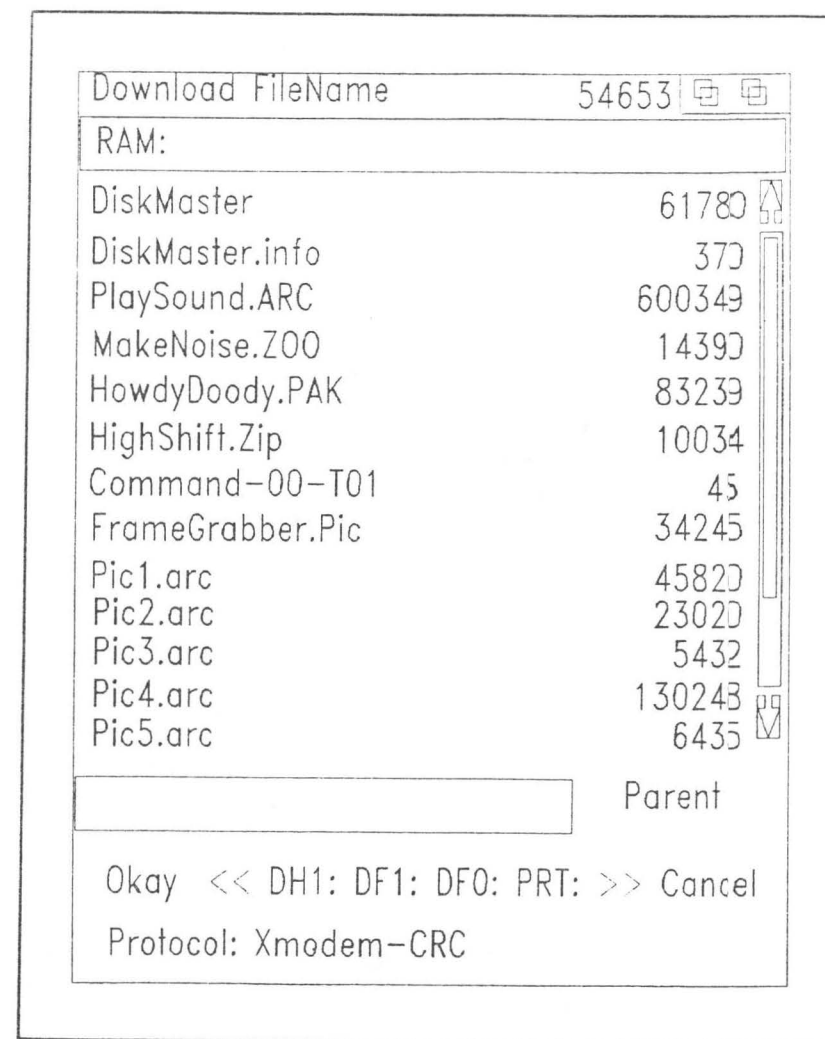 Download FileName 54653
RAM:
DiskMaster 61780
DiskMaster.info 370
PlaySound.ARC 600349
MakeNoise.ZOO 14390
HowdyDoody.PAK 83239
HighShift.Zip 10034
Command-00-T01 45
FrameGrabber.Pic 34245
Pic1.arc 45820
Pic2.arc 23020
Pic3.arc 5432
Pic4.arc 130248
Pic5.arc 6435
Parent
Okay << DH1: DF1: DF0: PRT: >> Cancel
Protocol: Xmodem-CRC